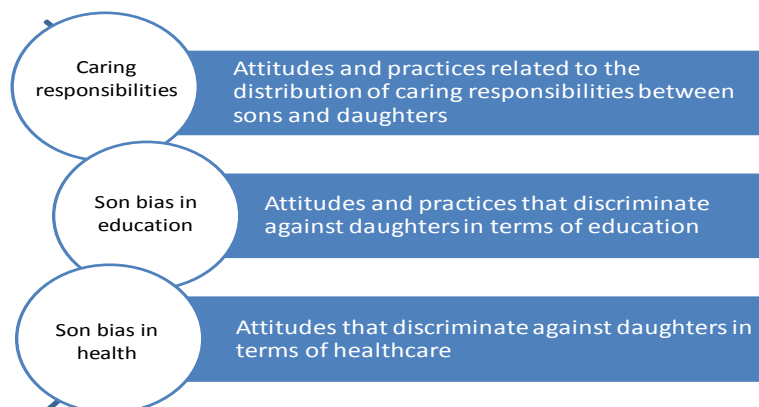 Caring
responsibilities
Attitudes and practices related to the
distribution of caring responsibilities between
sons and daughters
Son bias in
education
Attitudes and practices that discriminate
against daughters in terms of education
Son bias in
health
Attitudes that discriminate against daughters in
terms of healthcare